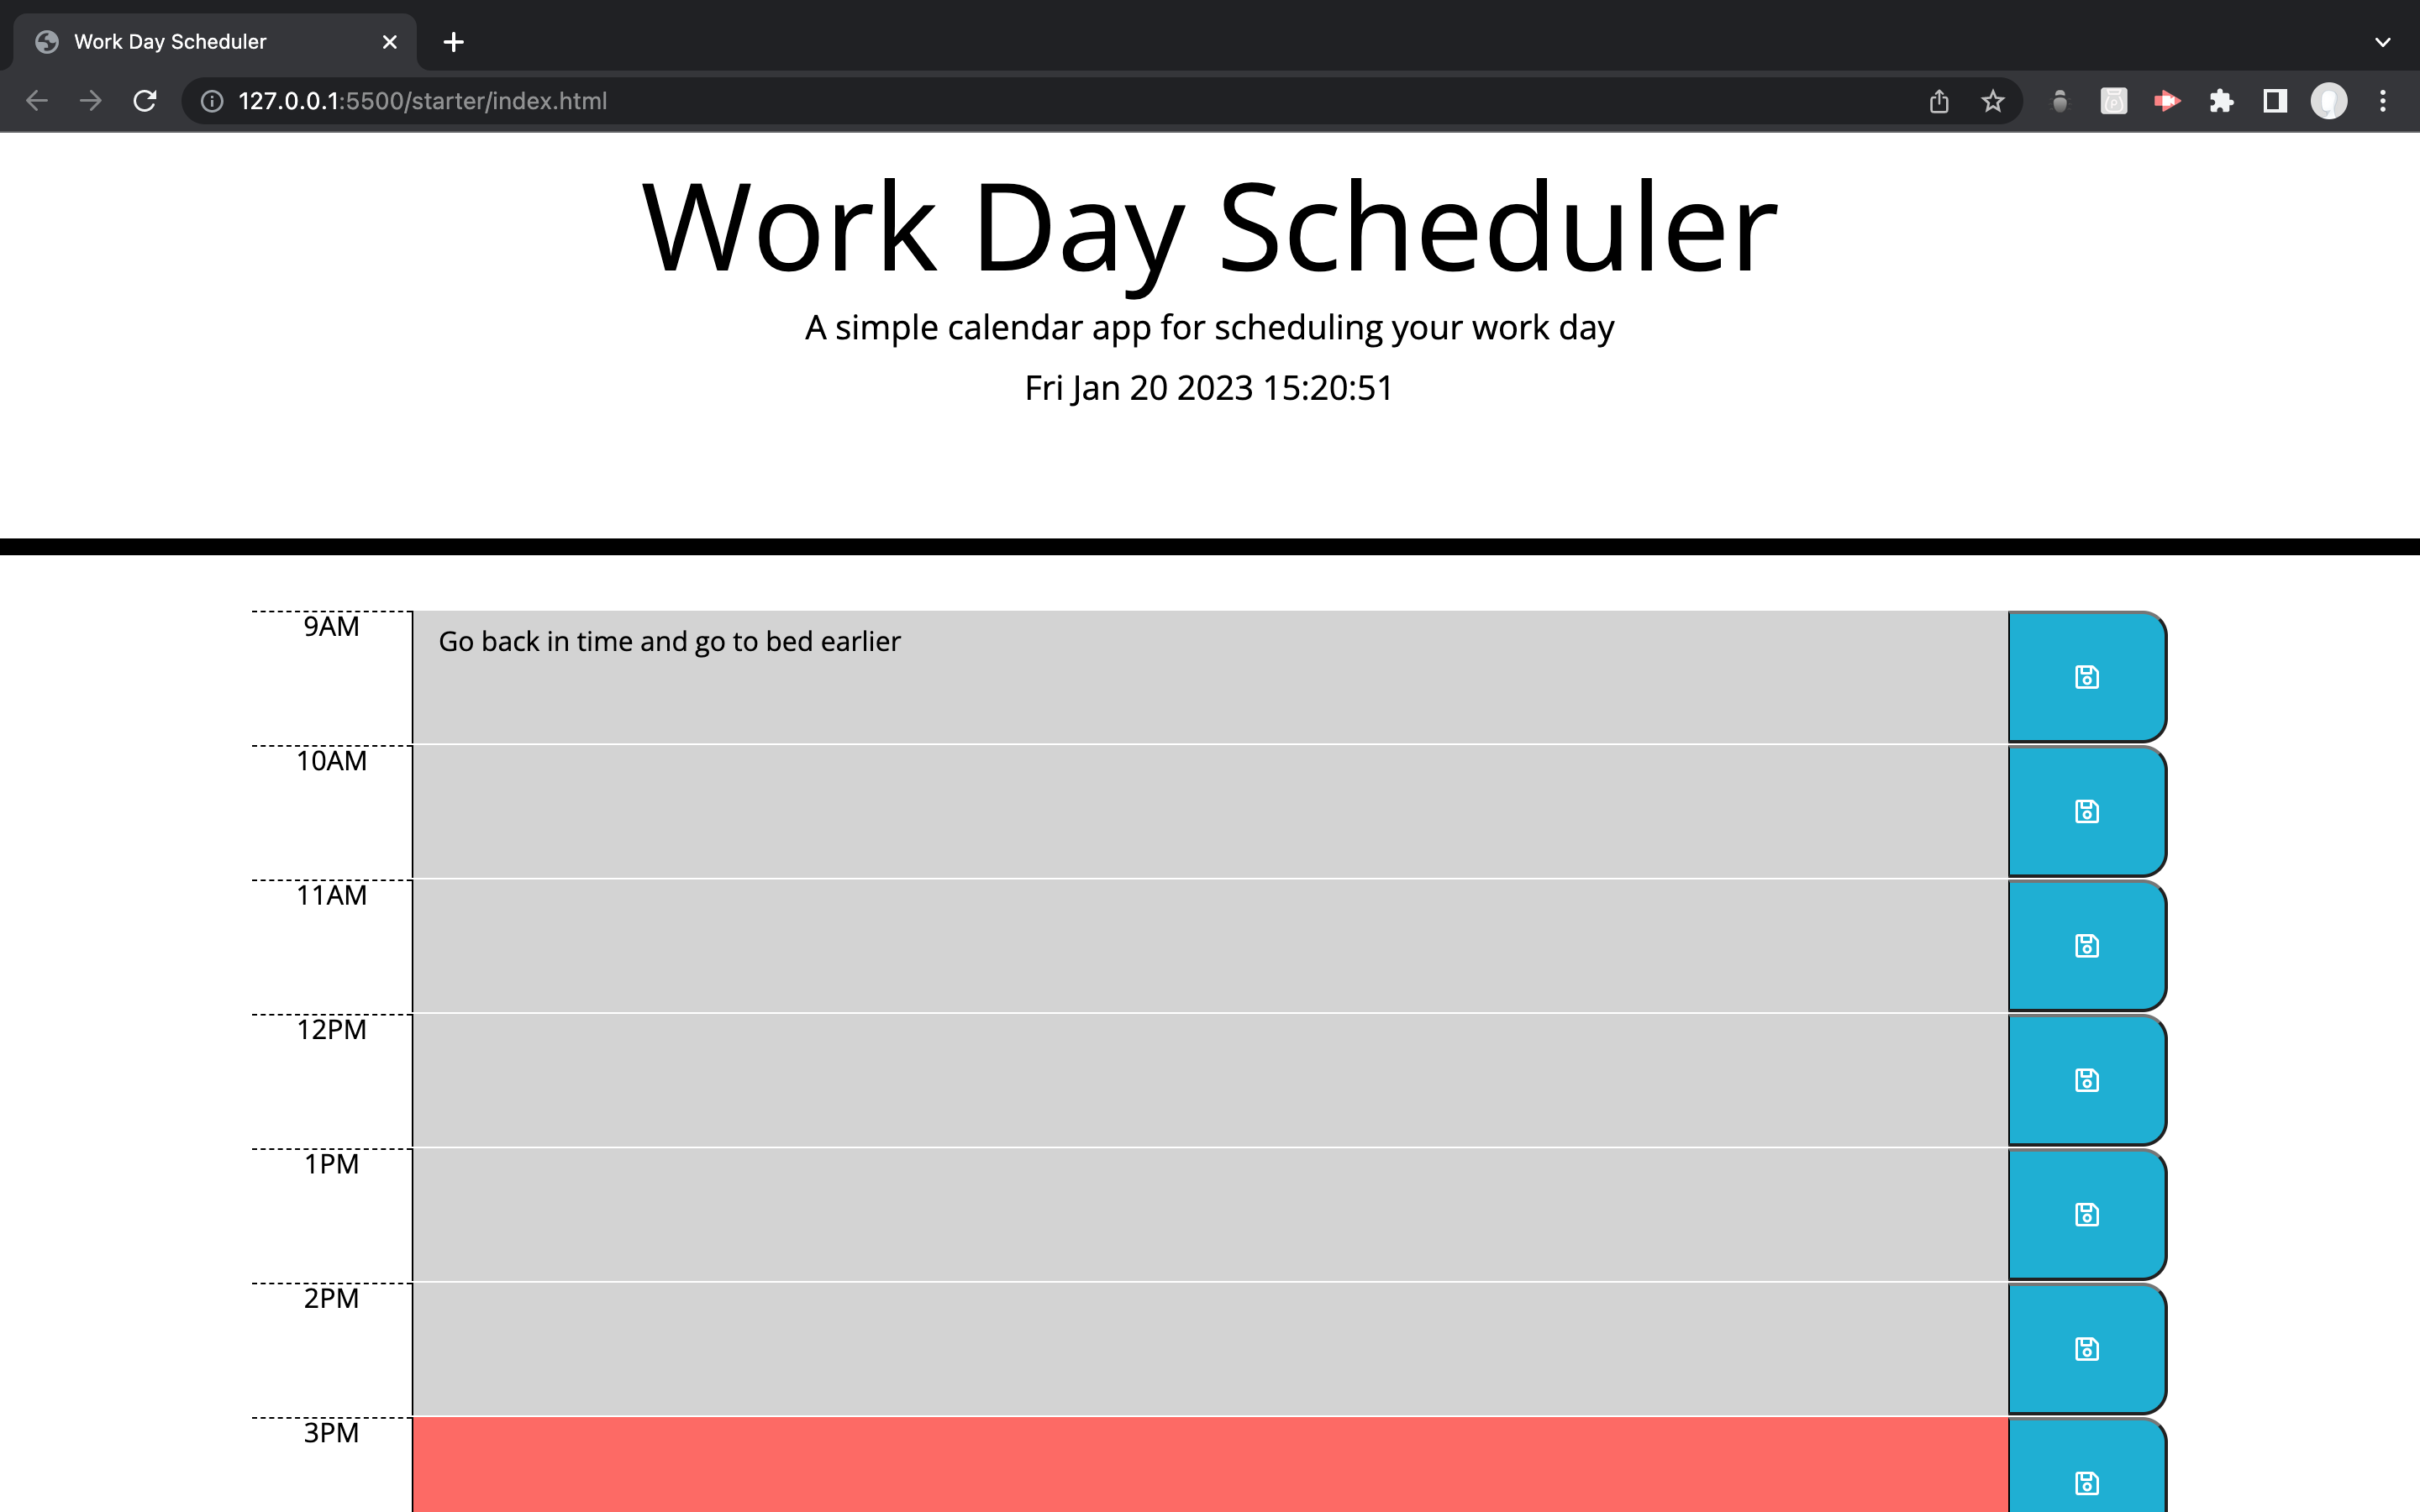 Work Day Scheduler
127.0.0.1:5500/starter/index.html
Work Day Scheduler
A simple calendar app for scheduling your work day
Fri Jan 20 2023 15:20:51
9AM
Go back in time and go to bed earlier
10AM
11AM
12PM
1PM
2PM
3PM